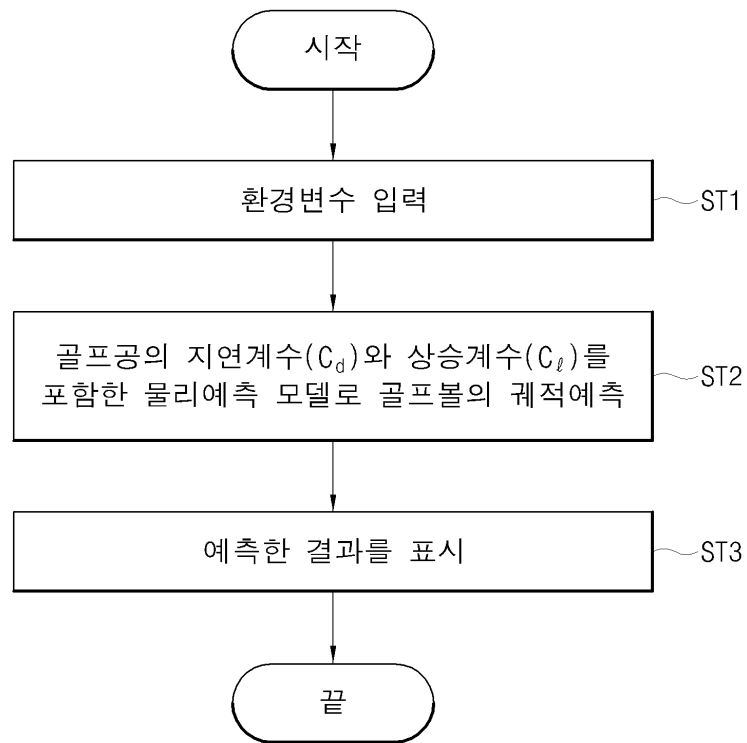 시작
환경변수 입력
ST1
골프공의 지연계수(C_d)와 상승계수(C_ℓ)를
포함한 물리예측 모델로 골프볼의 궤적예측
ST2
예측한 결과를 표시
ST3
끝